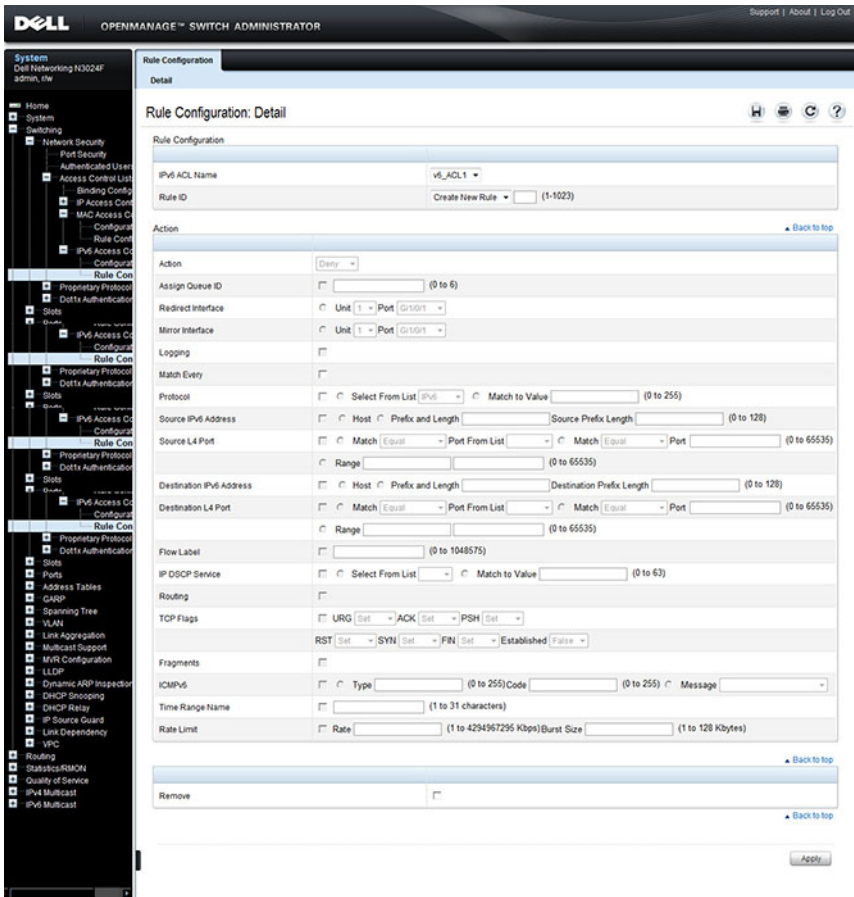 Support | About | Log Out
DELL OPENMANAGE™ SWITCH ADMINISTRATOR
System
Dell Networking N3024F
admin, r/w
Home
System
Switching
Network Security
Port Security
Authenticated User
Access Control List
Binding Config
IP Access Cont
MAC Access C
Configurat
Rule Conf
IPv6 Access Co
Configurat
Rule Con
Proprietary Protocol
Dot1x Authentication
Slots
IPv6 Access Co
Configurat
Rule Con
Proprietary Protocol
Dot1x Authentication
Slots
IPv6 Access Co
Configurat
Rule Con
Proprietary Protocol
Dot1x Authentication
Slots
IPv6 Access Co
Configurat
Rule Con
Proprietary Protocol
Dot1x Authentication
Slots
Ports
Address Tables
GARP
Spanning Tree
VLAN
Link Aggregation
Multicast Support
MVR Configuration
LLDP
Dynamic ARP Inspection
DHCP Snooping
DHCP Relay
IP Source Guard
Link Dependency
VPC
Routing
Statistics/RMON
Quality of Service
IPv4 Multicast
IPv6 Multicast
Rule Configuration
Detail
Rule Configuration: Detail
Rule Configuration
IPv6 ACL Name v6_ACL1
Rule ID Create New Rule (1-1023)
Action Back to top
Action Deny
Assign Queue ID (0 to 6)
Redirect Interface Unit 1 Port Gi1/0/1
Mirror Interface Unit 1 Port Gi1/0/1
Logging
Match Every
Protocol Select From List IPv6 Match to Value (0 to 255)
Source IPv6 Address Host Prefix and Length Source Prefix Length (0 to 128)
Source L4 Port Match Equal Port From List Match Equal Port (0 to 65535)
Range (0 to 65535)
Destination IPv6 Address Host Prefix and Length Destination Prefix Length (0 to 128)
Destination L4 Port Match Equal Port From List Match Equal Port (0 to 65535)
Range (0 to 65535)
Flow Label (0 to 1048575)
IP DSCP Service Select From List Match to Value (0 to 63)
Routing
TCP Flags URG Set ACK Set PSH Set
RST Set SYN Set FIN Set Established False
Fragments
ICMPv6 Type (0 to 255) Code (0 to 255) Message
Time Range Name (1 to 31 characters)
Rate Limit Rate (1 to 4294967295 Kbps) Burst Size (1 to 128 Kbytes)
Back to top
Remove
Back to top
Apply